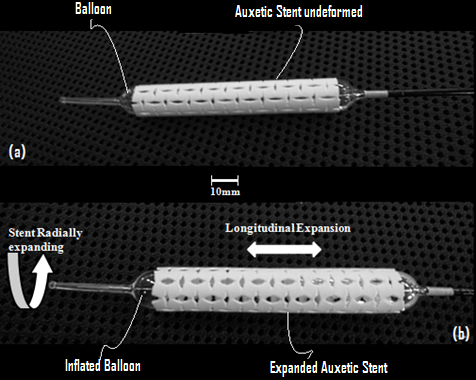 Balloon
Auxetic Stent undeformed
(a)
10mm
Stent Radially
expanding
Longitudinal Expansion
Inflated Balloon
Expanded Auxetic Stent
(b)